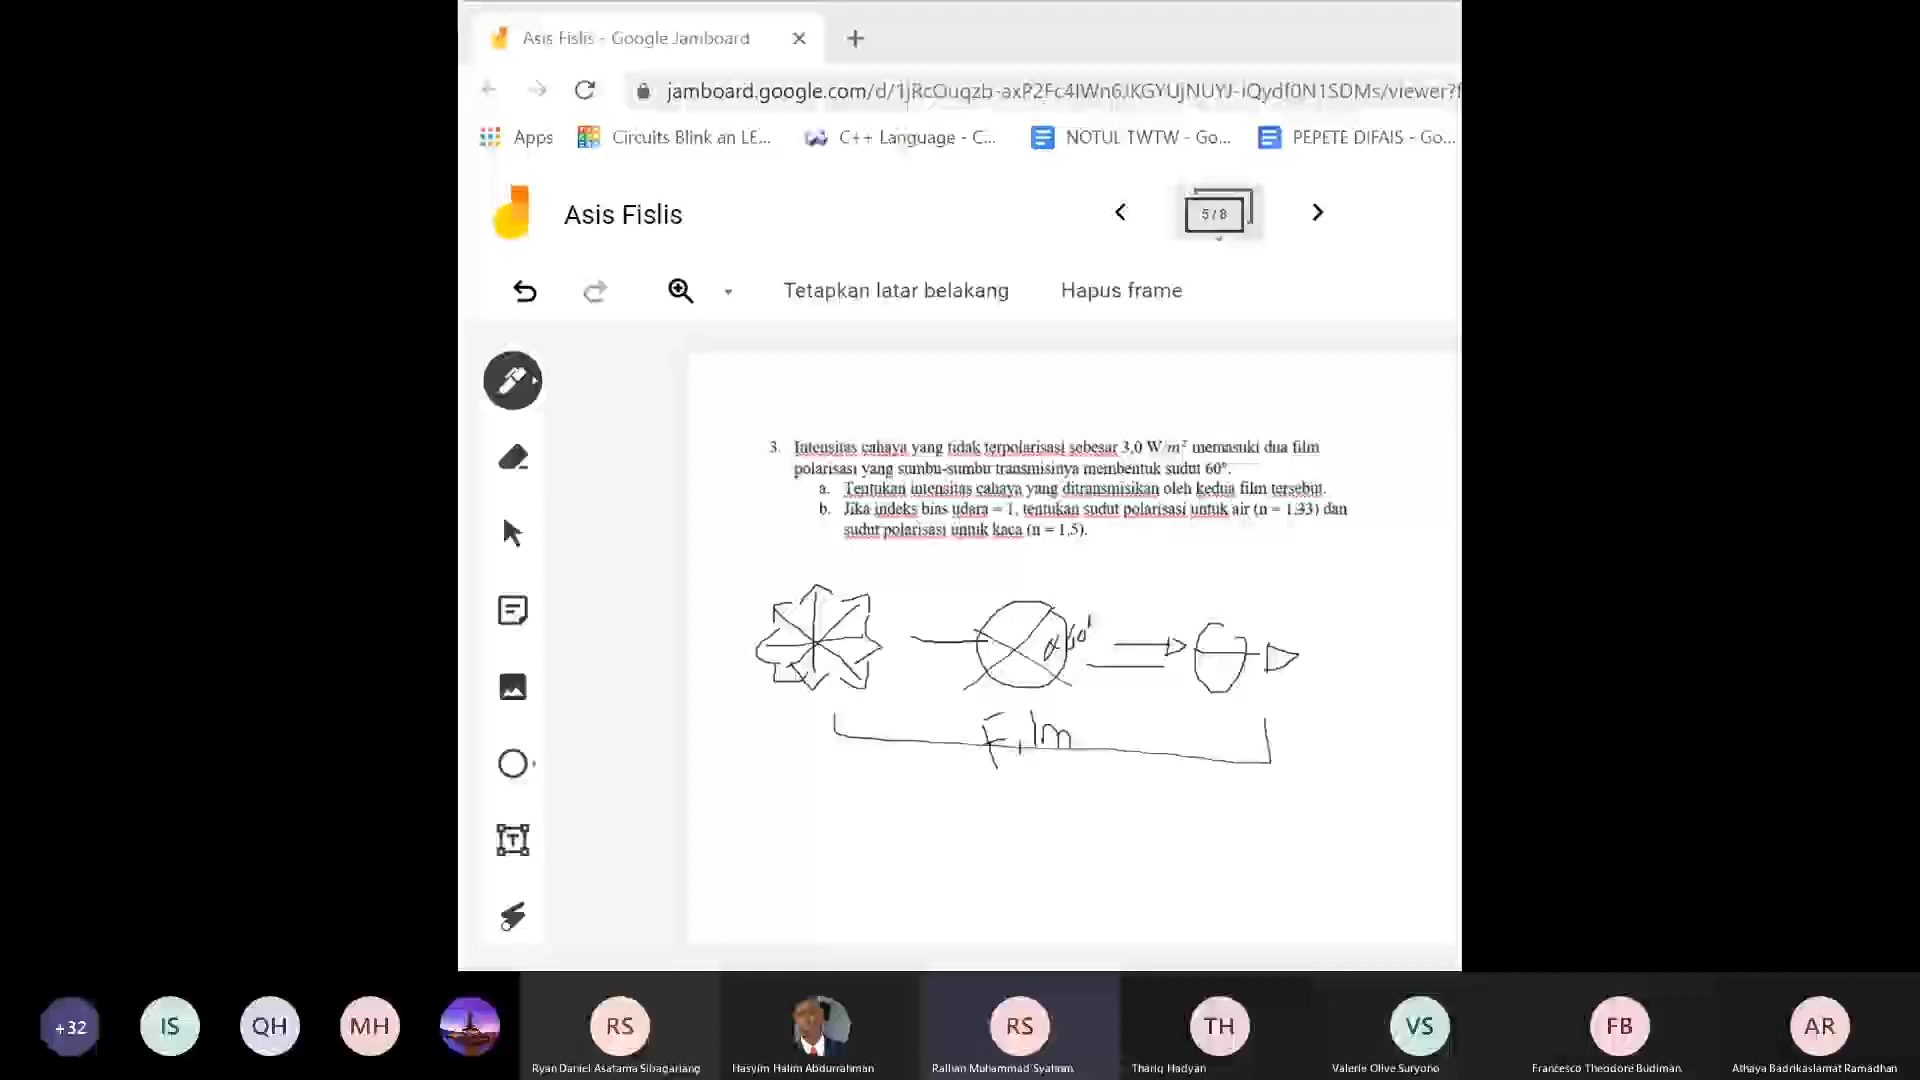 Asis Fislis - Google Jamboard
jamboard.google.com/d/1jRcOuqzb-axP2Fc4IWn6JKGYUjNUYJ-iQydf0N1SDMs/viewer?f
Apps Circuits Blink an LE... C++ Language - C... NOTUL TWTW - Go... PEPETE DIFAIS - Go...
Asis Fislis
5 / 8
Tetapkan latar belakang Hapus frame
3. Intensitas cahaya yang tidak terpolarisasi sebesar 3,0 W/m² memasuki dua film
polarisasi yang sumbu-sumbu transmisinya membentuk sudut 60°.
a. Tentukan intensitas cahaya yang ditransmisikan oleh kedua film tersebut.
b. Jika indeks bias udara = 1, tentukan sudut polarisasi untuk air (n = 1,33) dan
sudut polarisasi untuk kaca (n = 1,5).
Film
+32 IS QH MH RS RS TH VS FB AR
Ryan Daniel Asatama Sibagariang Hasyim Halim Abdurrahman Raihan Muhammad Syahran Thariq Hadyan Valerie Olive Suryono Francesco Theodore Budiman Athaya Badrikaslamat Ramadhan